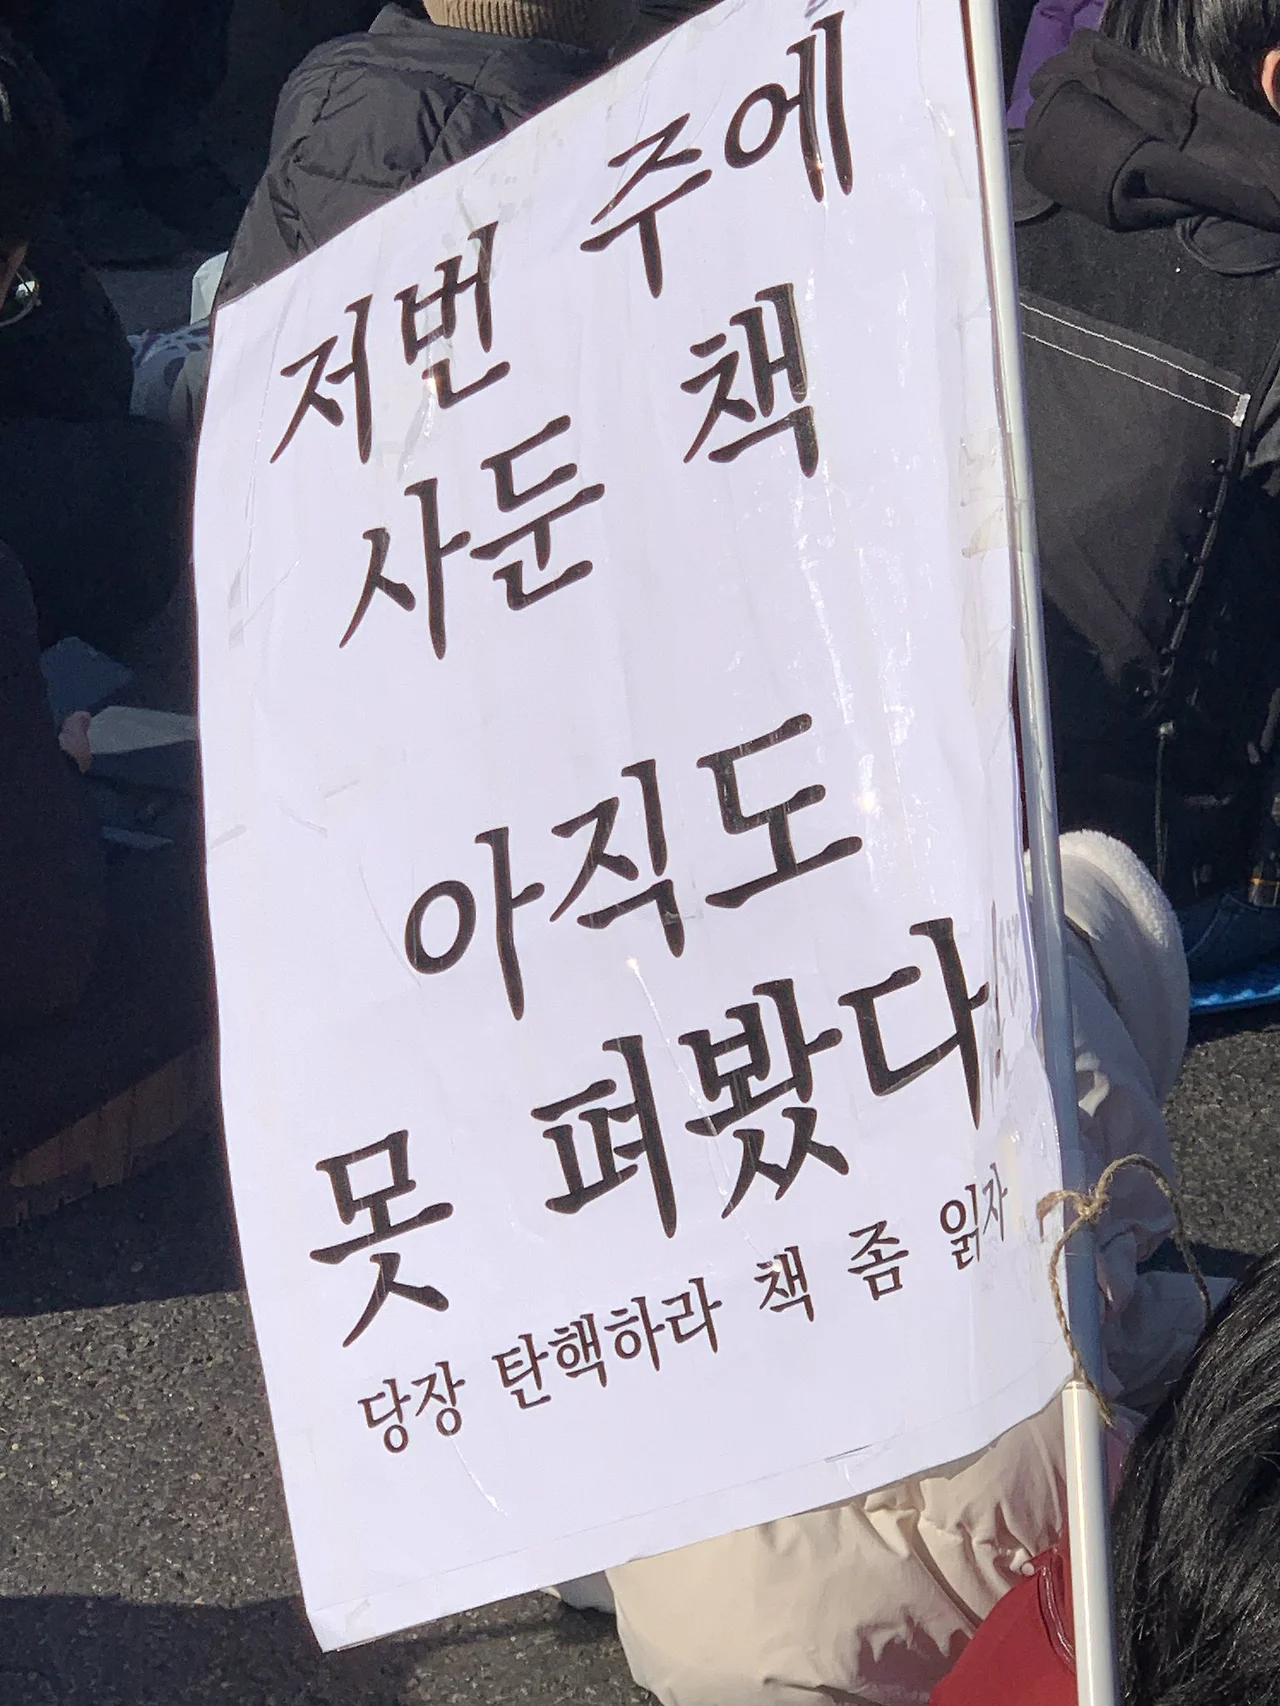 저번 주에
사둔 책
아직도
못 펴봤다
당장 탄핵하라 책 좀 읽자